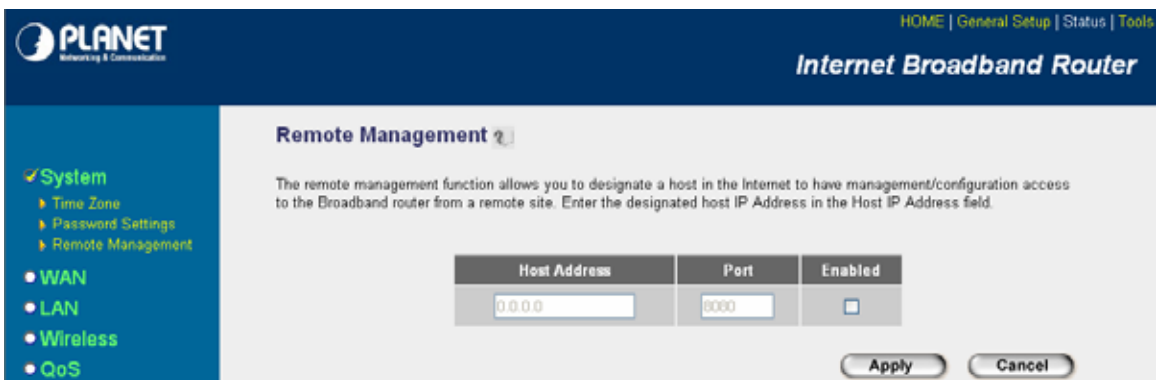 PLANET
Networking & Communication
HOME | General Setup | Status | Tools
Internet Broadband Router
System
Time Zone
Password Settings
Remote Management
WAN
LAN
Wireless
QoS
Remote Management
The remote management function allows you to designate a host in the Internet to have management/configuration access
to the Broadband router from a remote site. Enter the designated host IP Address in the Host IP Address field.
Host Address Port Enabled
0.0.0.0 8080
Apply Cancel